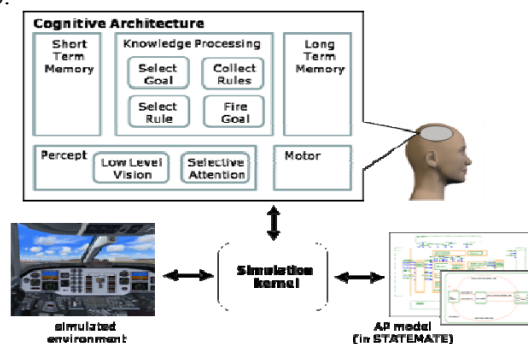 Cognitive Architecture
Short
Term
Memory
Knowledge Processing
Select
Goal
Collect
Rules
Select
Rule
Fire
Goal
Long
Term
Memory
Percept
Low Level
Vision
Selective
Attention
Motor
Simulation
kernel
simulated
environment
AP model
(in STATEMATE)